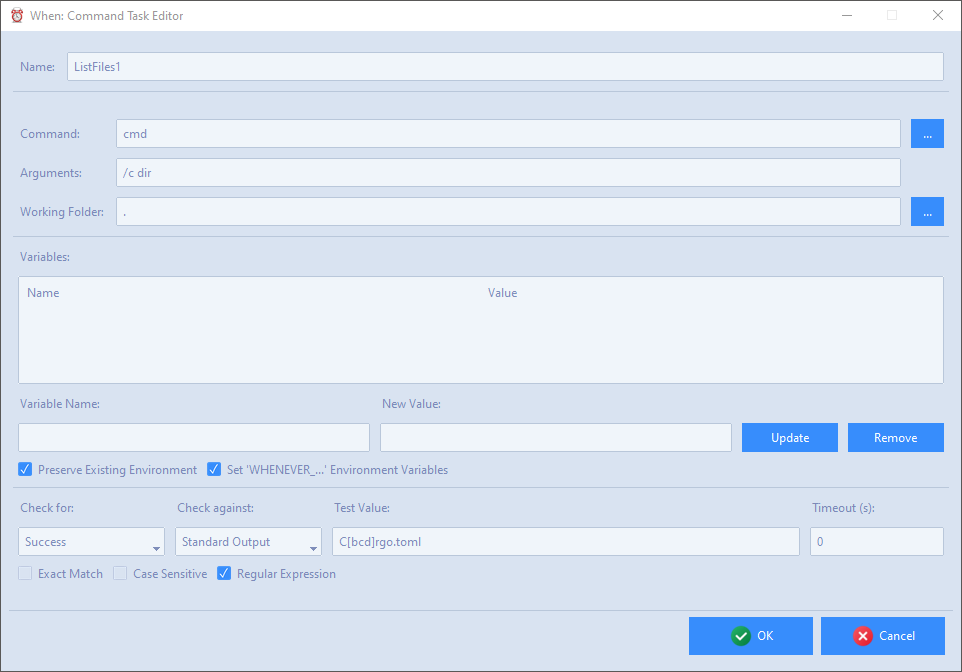 When: Command Task Editor
Name: ListFiles1
Command: cmd ...
Arguments: /c dir
Working Folder: . ...
Variables:
Name Value
Variable Name: New Value:
Update Remove
Preserve Existing Environment Set 'WHENEVER_...' Environment Variables
Check for: Check against: Test Value: Timeout (s):
Success Standard Output C[bcd]rgo.toml 0
Exact Match Case Sensitive Regular Expression
OK Cancel